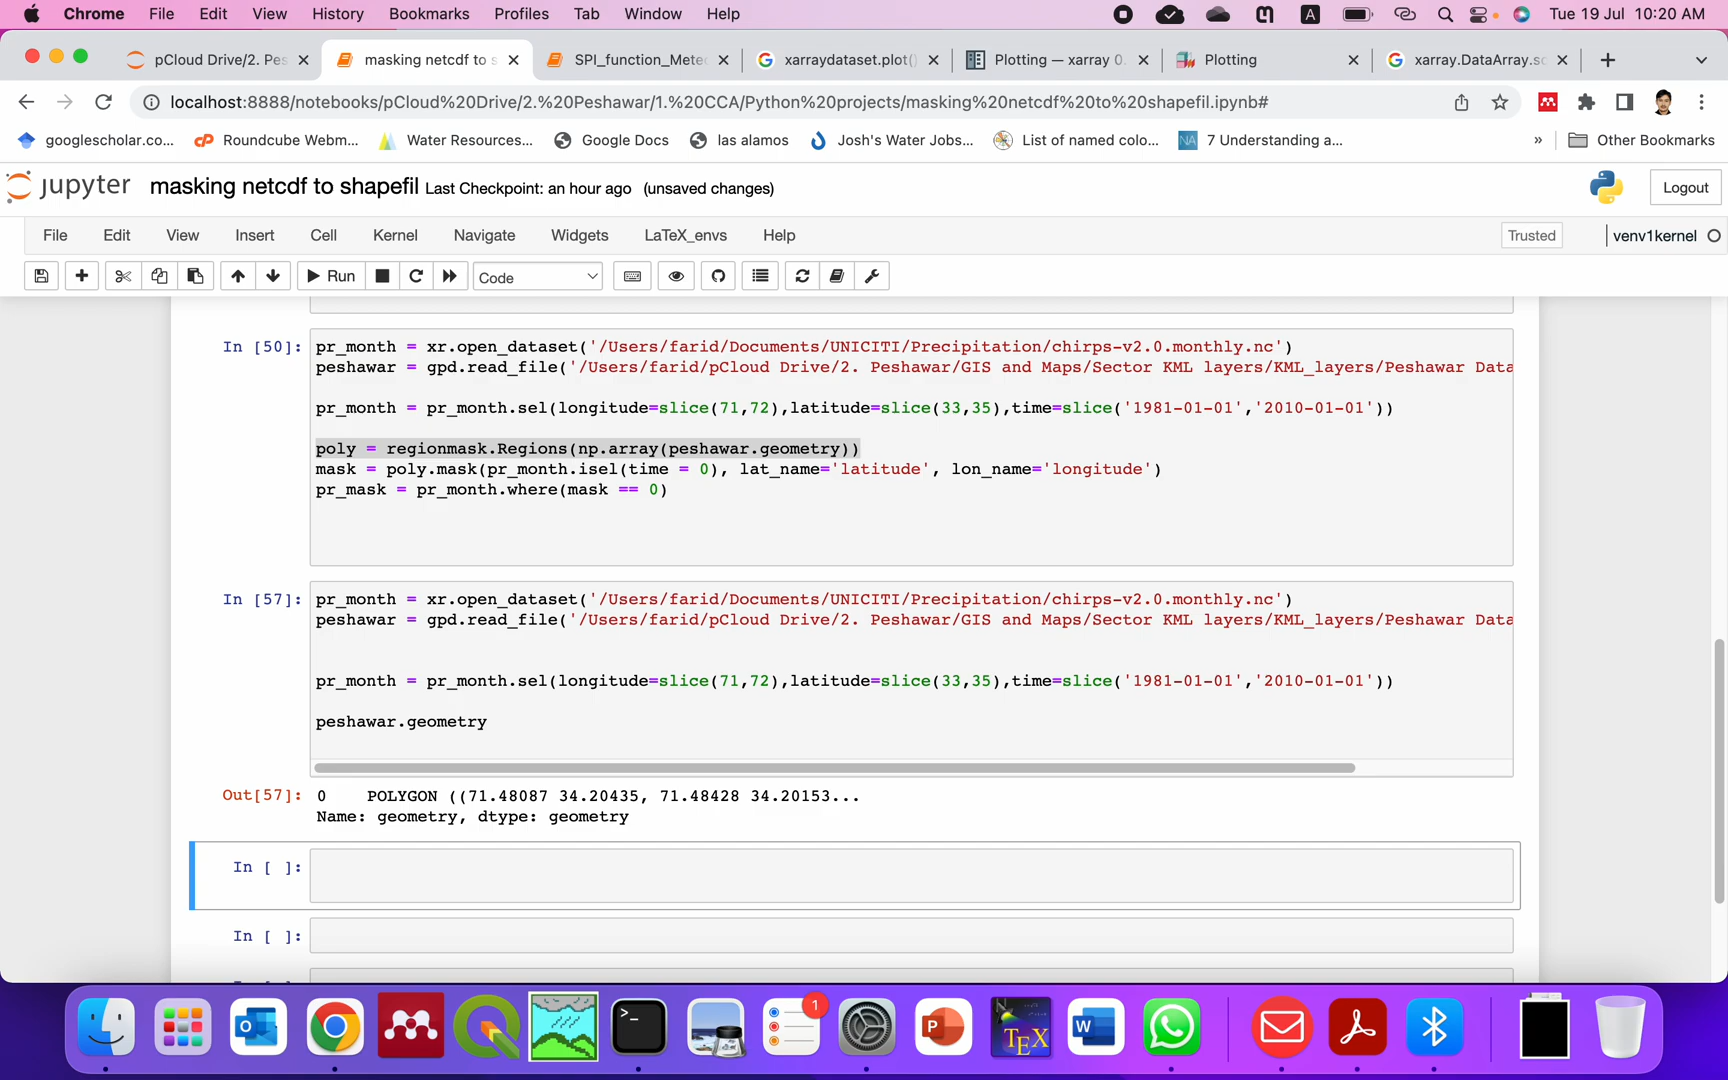 Chrome File Edit View History Bookmarks Profiles Tab Window Help Tue 19 Jul 10:20 AM
pCloud Drive/2. Pes masking netcdf to s SPI_function_Mete xarraydataset.plot() Plotting — xarray 0. Plotting xarray.DataArray.s
localhost:8888/notebooks/pCloud%20Drive/2.%20Peshawar/1.%20CCA/Python%20projects/masking%20netcdf%20to%20shapefil.ipynb#
googlescholar.co... Roundcube Webm... Water Resources... Google Docs las alamos Josh's Water Jobs... List of named colo... 7 Understanding a... » Other Bookmarks
jupyter masking netcdf to shapefil Last Checkpoint: an hour ago (unsaved changes) Logout
File Edit View Insert Cell Kernel Navigate Widgets LaTeX_envs Help Trusted venv1kernel
Run Code
In [50]: pr_month = xr.open_dataset('/Users/farid/Documents/UNICITI/Precipitation/chirps-v2.0.monthly.nc')
peshawar = gpd.read_file('/Users/farid/pCloud Drive/2. Peshawar/GIS and Maps/Sector KML layers/KML_layers/Peshawar Data
pr_month = pr_month.sel(longitude=slice(71,72),latitude=slice(33,35),time=slice('1981-01-01','2010-01-01'))
poly = regionmask.Regions(np.array(peshawar.geometry))
mask = poly.mask(pr_month.isel(time = 0), lat_name='latitude', lon_name='longitude')
pr_mask = pr_month.where(mask == 0)
In [57]: pr_month = xr.open_dataset('/Users/farid/Documents/UNICITI/Precipitation/chirps-v2.0.monthly.nc')
peshawar = gpd.read_file('/Users/farid/pCloud Drive/2. Peshawar/GIS and Maps/Sector KML layers/KML_layers/Peshawar Data
pr_month = pr_month.sel(longitude=slice(71,72),latitude=slice(33,35),time=slice('1981-01-01','2010-01-01'))
peshawar.geometry
Out[57]: 0 POLYGON ((71.48087 34.20435, 71.48428 34.20153...
Name: geometry, dtype: geometry
In [ ]:
In [ ]:
1